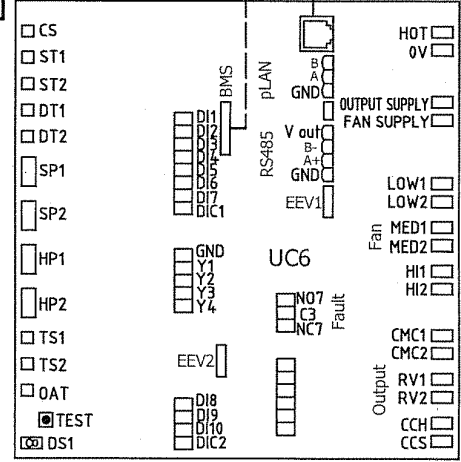 CS
ST1
ST2
DT1
DT2
SP1
SP2
HP1
HP2
TS1
TS2
OAT
TEST
DS1
DI1
DI2
DI3
DI4
DI5
DI6
DI7
DIC1
GND
Y1
Y2
Y3
Y4
EEV2
DI8
DI9
DI10
DIC2
BMS
pLAN
B
A
GND
RS485
V out
B-
A+
GND
EEV1
UC6
NO7
C3
NC7
Fault
HOT
0V
OUTPUT SUPPLY
FAN SUPPLY
Fan
LOW1
LOW2
MED1
MED2
HI1
HI2
Output
CMC1
CMC2
RV1
RV2
CCH
CCS